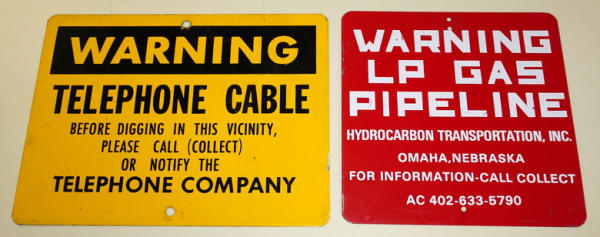 WARNING
TELEPHONE CABLE
BEFORE DIGGING IN THIS VICINITY,
PLEASE CALL (COLLECT)
OR NOTIFY THE
TELEPHONE COMPANY
WARNING
LP GAS
PIPELINE
HYDROCARBON TRANSPORTATION, INC.
OMAHA,NEBRASKA
FOR INFORMATION-CALL COLLECT
AC 402-633-5790